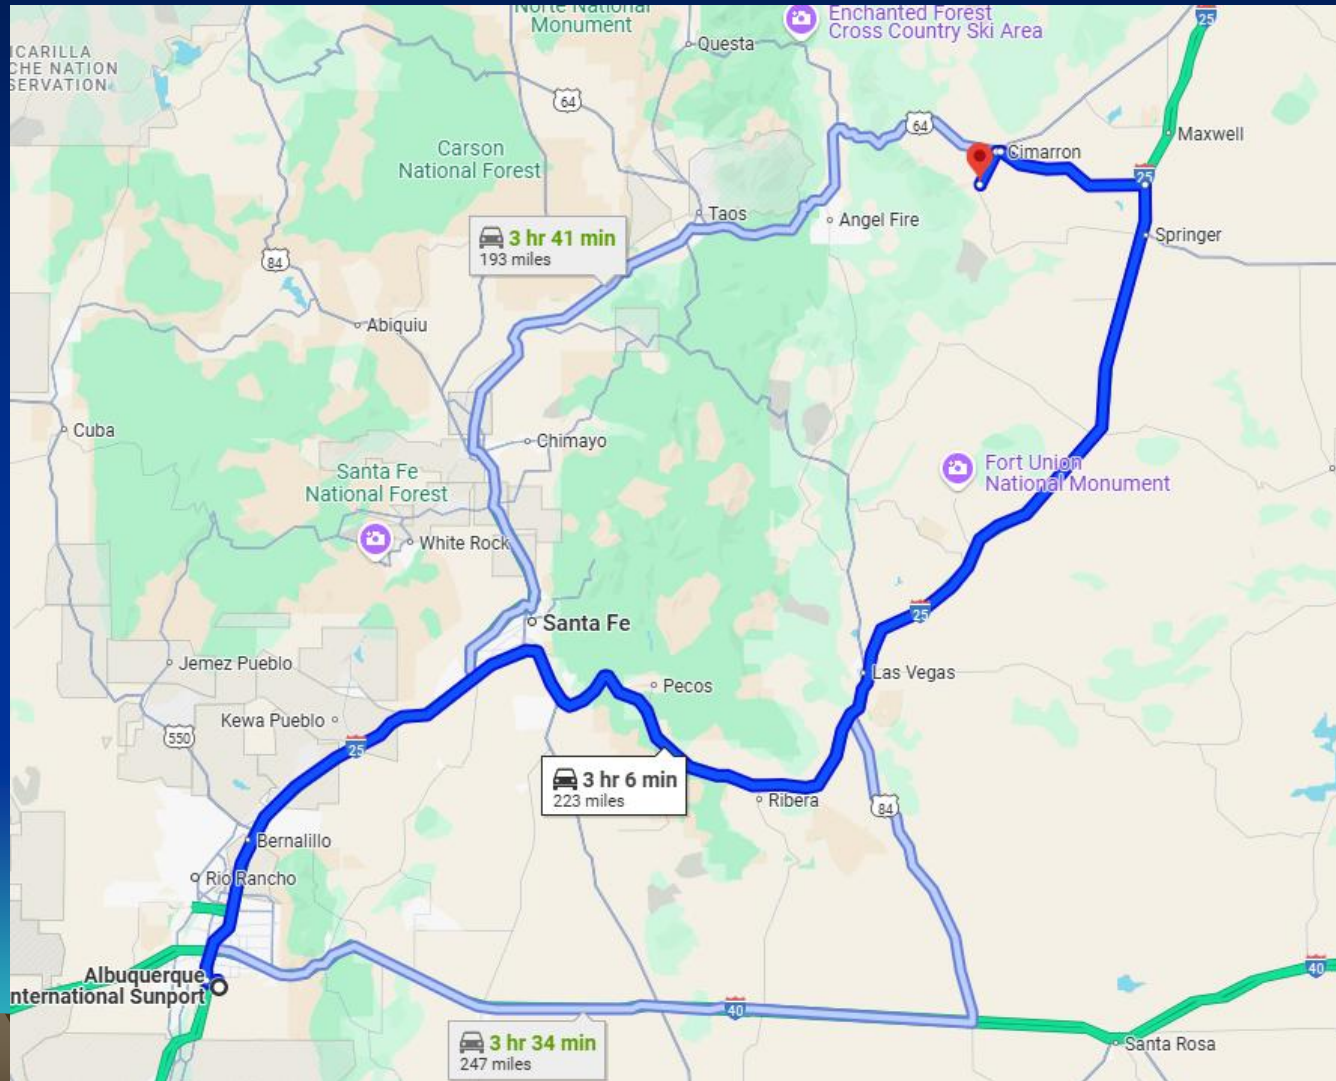 Norte National
Monument
Enchanted Forest
Cross Country Ski Area
25
ICARILLA
CHE NATION
SERVATION
Questa
64
Carson
National Forest
64
Cimarron
Maxwell
25
Taos
Angel Fire
Springer
3 hr 41 min
193 miles
84
Abiquiu
Cuba
Chimayo
Santa Fe
National Forest
Fort Union
National Monument
White Rock
25
Santa Fe
Jemez Pueblo
Pecos
Las Vegas
Kewa Pueblo
550
25
3 hr 6 min
223 miles
Ribera
84
Bernalillo
Rio Rancho
Albuquerque
nternational Sunport
40
40
3 hr 34 min
247 miles
Santa Rosa